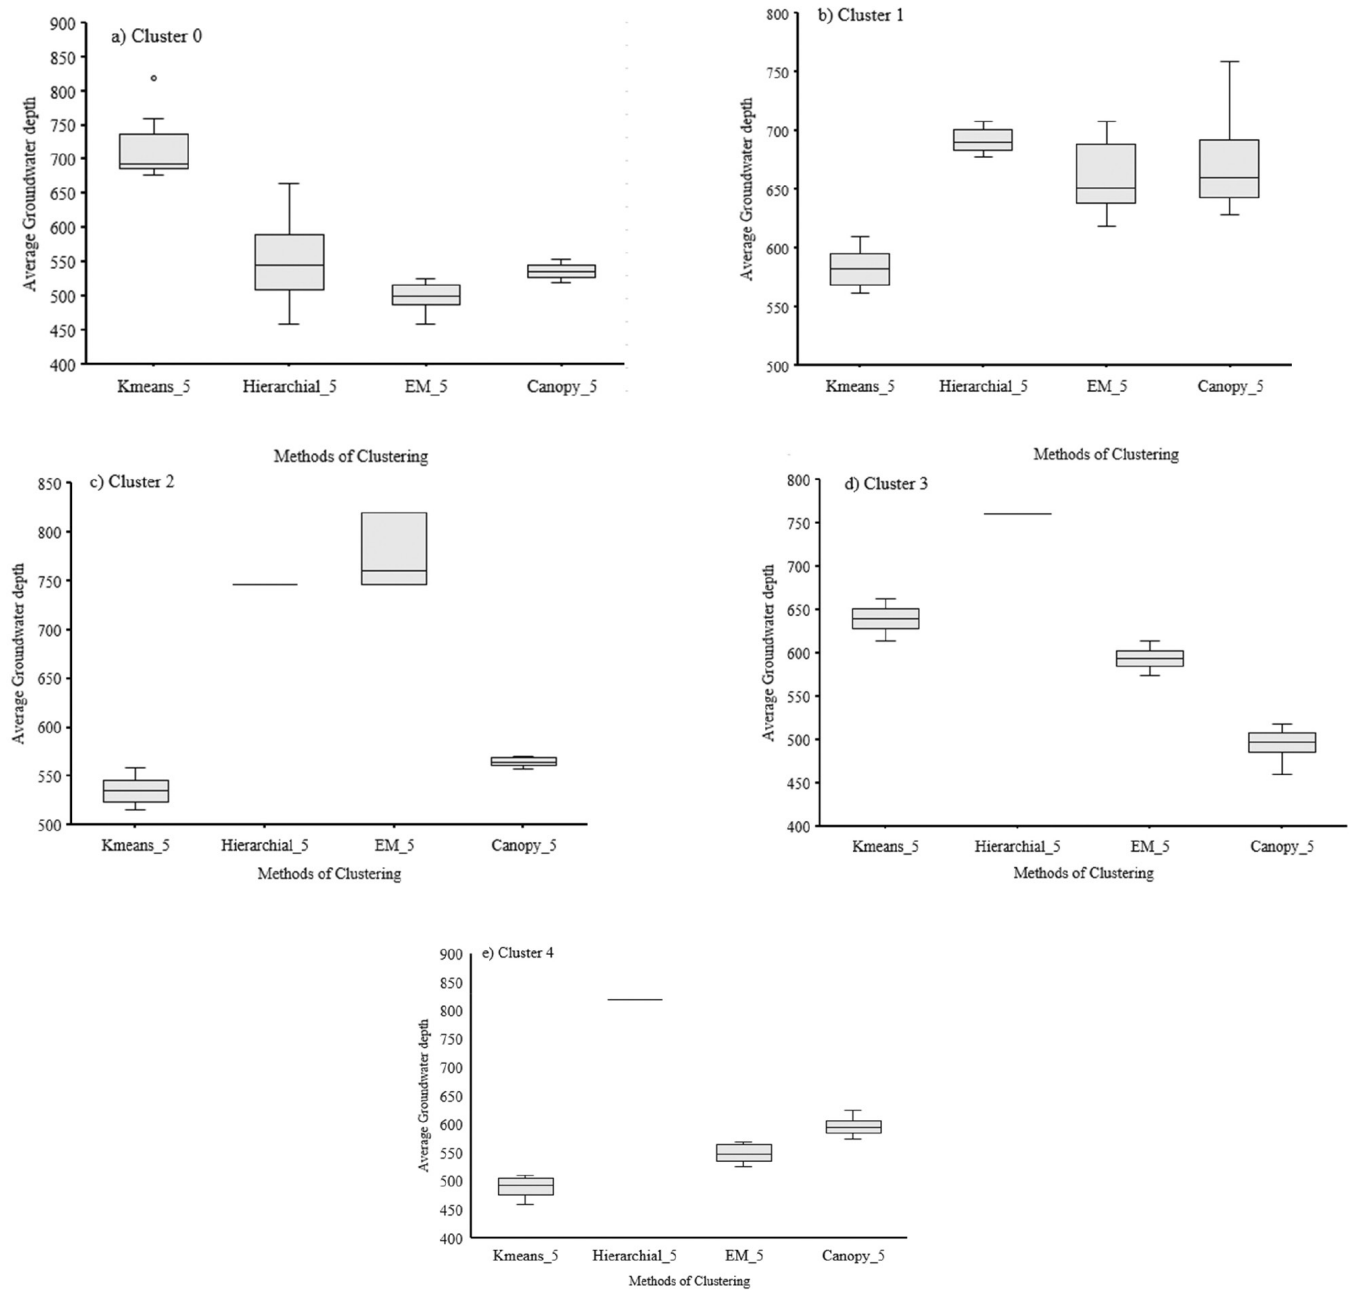 a) Cluster 0
Average Groundwater depth
900
850
800
750
700
650
600
550
500
450
400
Kmeans_5 Hierarchial_5 EM_5 Canopy_5
Methods of Clustering
b) Cluster 1
Average Groundwater depth
800
750
700
650
600
550
500
Kmeans_5 Hierarchial_5 EM_5 Canopy_5
Methods of Clustering
c) Cluster 2
Average Groundwater depth
850
800
750
700
650
600
550
500
Kmeans_5 Hierarchial_5 EM_5 Canopy_5
Methods of Clustering
d) Cluster 3
Average Groundwater depth
800
750
700
650
600
550
500
450
400
Kmeans_5 Hierarchial_5 EM_5 Canopy_5
Methods of Clustering
e) Cluster 4
Average Groundwater depth
900
850
800
750
700
650
600
550
500
450
400
Kmeans_5 Hierarchial_5 EM_5 Canopy_5
Methods of Clustering